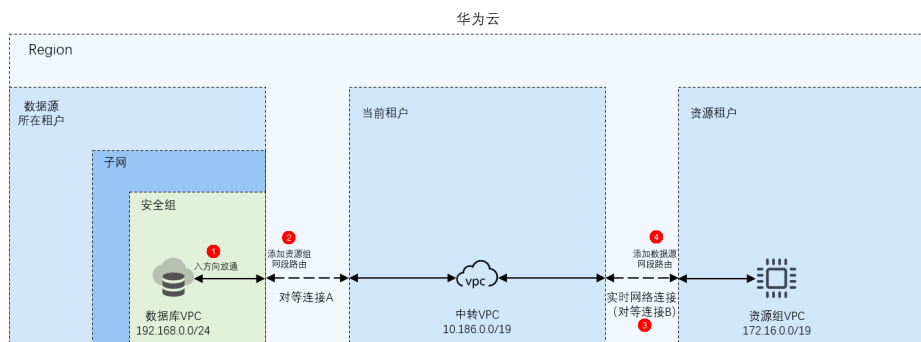 华为云
Region
数据源
所在租户
当前租户
资源租户
子网
安全组
1
2
4
入方向放通
添加资源组
网段路由
添加数据源
网段路由
vpc
对等连接A
实时网络连接
（对等连接B）
3
数据库VPC
192.168.0.0/24
中转VPC
10.186.0.0/19
资源组VPC
172.16.0.0/19